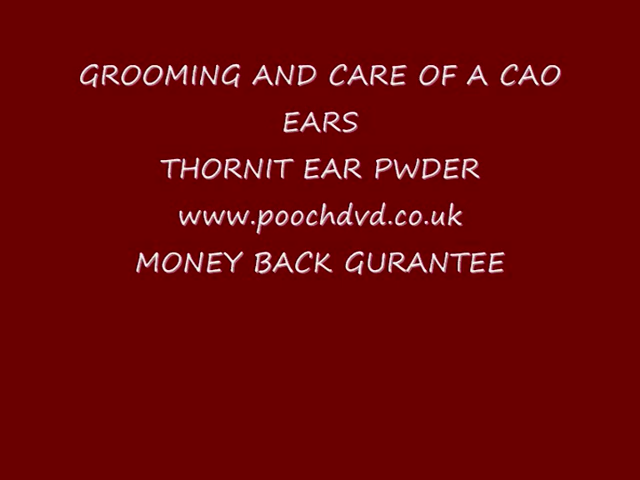 GROOMING AND CARE OF A CAO
EARS
THORNIT EAR PWDER
www.poochdvd.co.uk
MONEY BACK GURANTEE